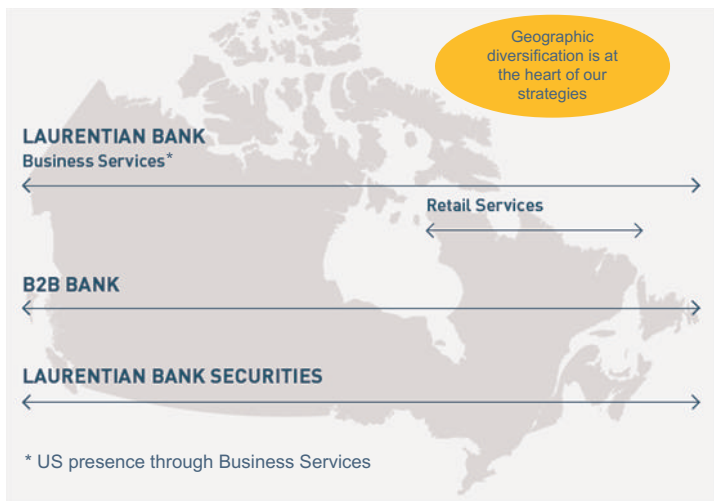 Geographic
diversification is at
the heart of our
strategies
LAURENTIAN BANK
Business Services*
Retail Services
B2B BANK
LAURENTIAN BANK SECURITIES
* US presence through Business Services